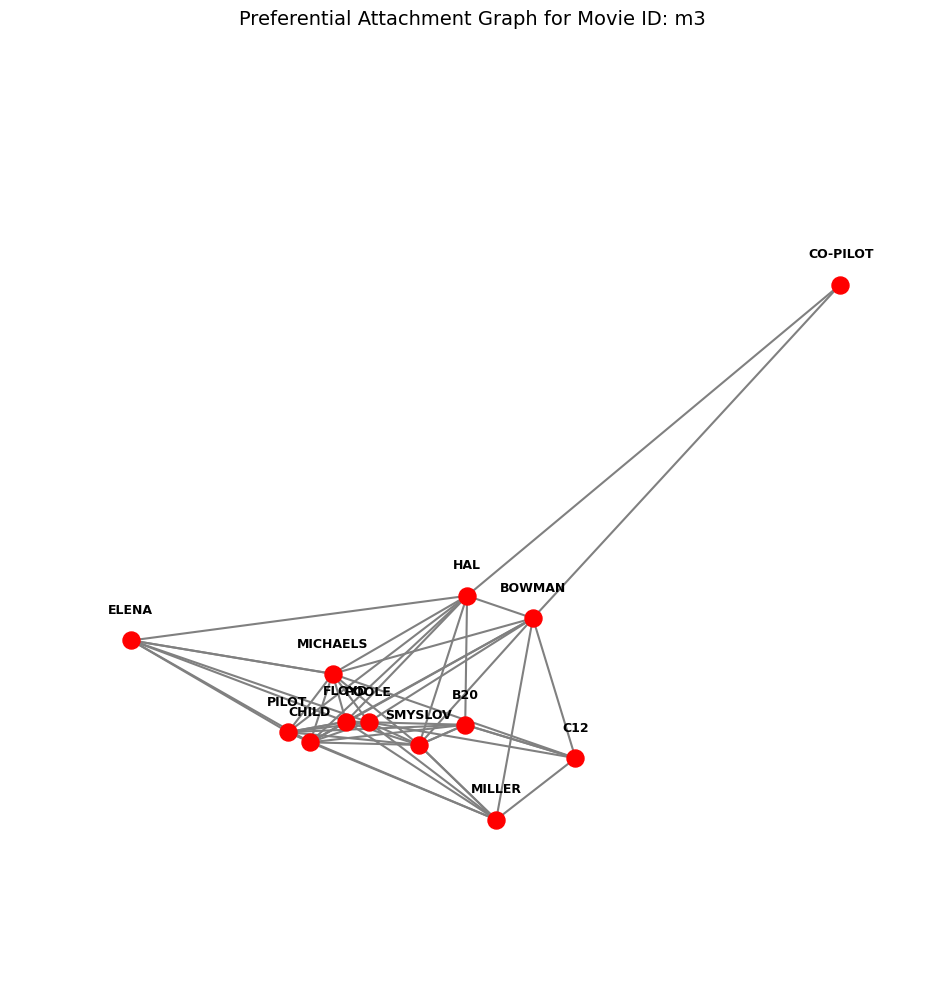 Preferential Attachment Graph for Movie ID: m3
CO-PILOT
HAL
BOWMAN
ELENA
MICHAELS
FLOYD
POOLE
B20
PILOT
CHILD
SMYSLOV
C12
MILLER